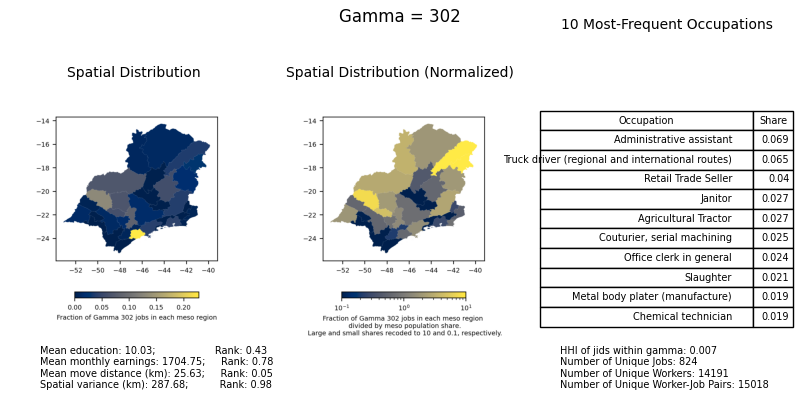 Gamma = 302
10 Most-Frequent Occupations
Spatial Distribution
Spatial Distribution (Normalized)
−14
−16
−18
−20
−22
−24
−52 −50 −48 −46 −44 −42 −40
0.00 0.05 0.10 0.15 0.20
Fraction of Gamma 302 jobs in each meso region
−14
−16
−18
−20
−22
−24
−52 −50 −48 −46 −44 −42 −40
10⁻¹ 10⁰ 10¹
Fraction of Gamma 302 jobs in each meso region
divided by meso population share.
Large and small shares recoded to 10 and 0.1, respectively.
Occupation Share
Administrative assistant 0.069
Truck driver (regional and international routes) 0.065
Retail Trade Seller 0.04
Janitor 0.027
Agricultural Tractor 0.027
Couturier, serial machining 0.025
Office clerk in general 0.024
Slaughter 0.021
Metal body plater (manufacture) 0.019
Chemical technician 0.019
Mean education: 10.03; Rank: 0.43
Mean monthly earnings: 1704.75; Rank: 0.78
Mean move distance (km): 25.63; Rank: 0.05
Spatial variance (km): 287.68; Rank: 0.98
HHI of jids within gamma: 0.007
Number of Unique Jobs: 824
Number of Unique Workers: 14191
Number of Unique Worker-Job Pairs: 15018